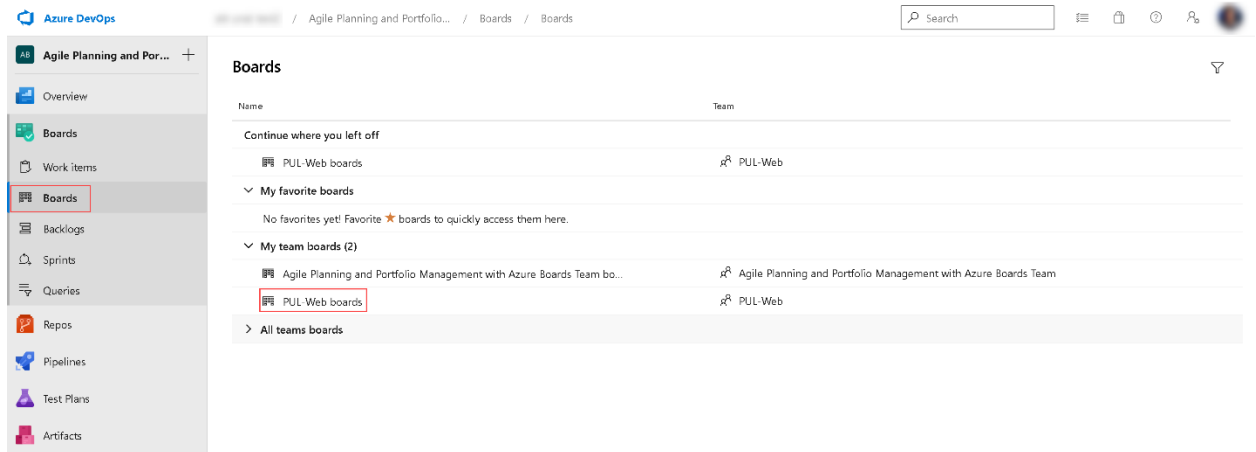 Azure DevOps
/ Agile Planning and Portfolio... / Boards / Boards
Search
AB Agile Planning and Por...
Overview
Boards
Work items
Boards
Backlogs
Sprints
Queries
Repos
Pipelines
Test Plans
Artifacts
Boards
Name Team
Continue where you left off
PUL-Web boards PUL-Web
My favorite boards
No favorites yet! Favorite ★ boards to quickly access them here.
My team boards (2)
Agile Planning and Portfolio Management with Azure Boards Team bo... Agile Planning and Portfolio Management with Azure Boards Team
PUL-Web boards PUL-Web
All teams boards